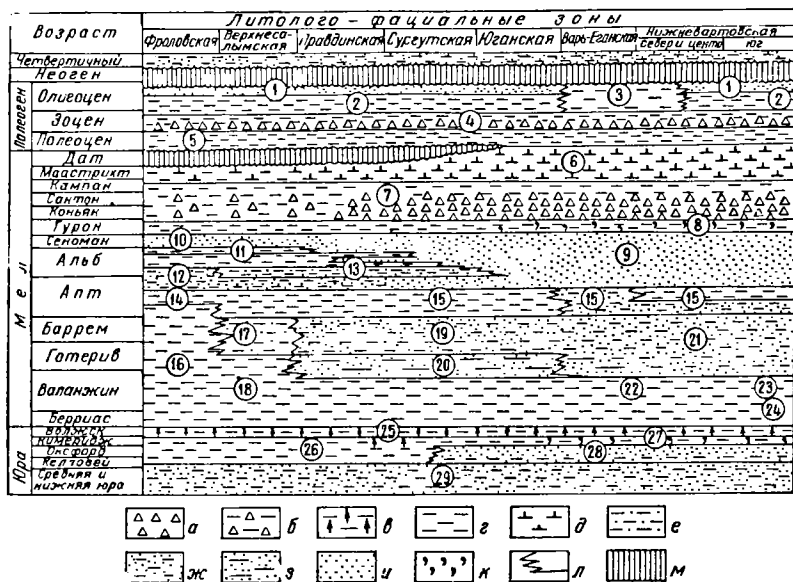 Возраст
Литолого-фациальные зоны
Фроловская
Верхнеса-
лымская
Правдинская
Сургутская
Юганская
Варь-Еганская
Нижневартовская
север и центр
юг
Четвертичный
Неоген
Палеоген
Олигоцен
Эоцен
Палеоцен
Мел
Дат
Маастрихт
Кампан
Сантон
Коньяк
Турон
Сеноман
Альб
Апт
Баррем
Готерив
Валанжин
Берриас
Юра
Волжск
Кимеридж
Оксфорд
Келловей
Средняя и
нижняя юра
1 1
2 3 2
4
5
6
7
8
10
11 9
12 13
14 15 15 15
17 19 21
16 20
18 22 23
24
25
26 27
28
29
а б в г д е
ж з и к л м